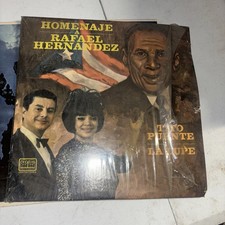 HOMENAJE
A
RAFAEL
HERNANDEZ
TITO
PUENTE
LA LUPE